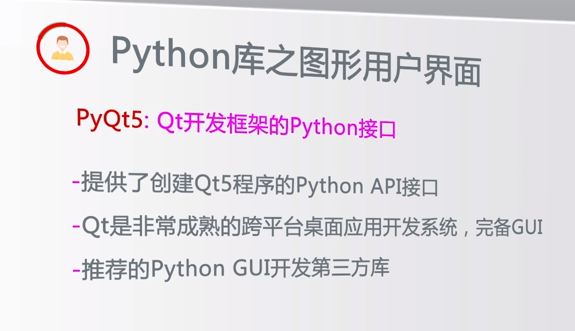 Python库之图形用户界面
PyQt5: Qt开发框架的Python接口
-提供了创建Qt5程序的Python API接口
-Qt是非常成熟的跨平台桌面应用开发系统，完备GUI
-推荐的Python GUI开发第三方库